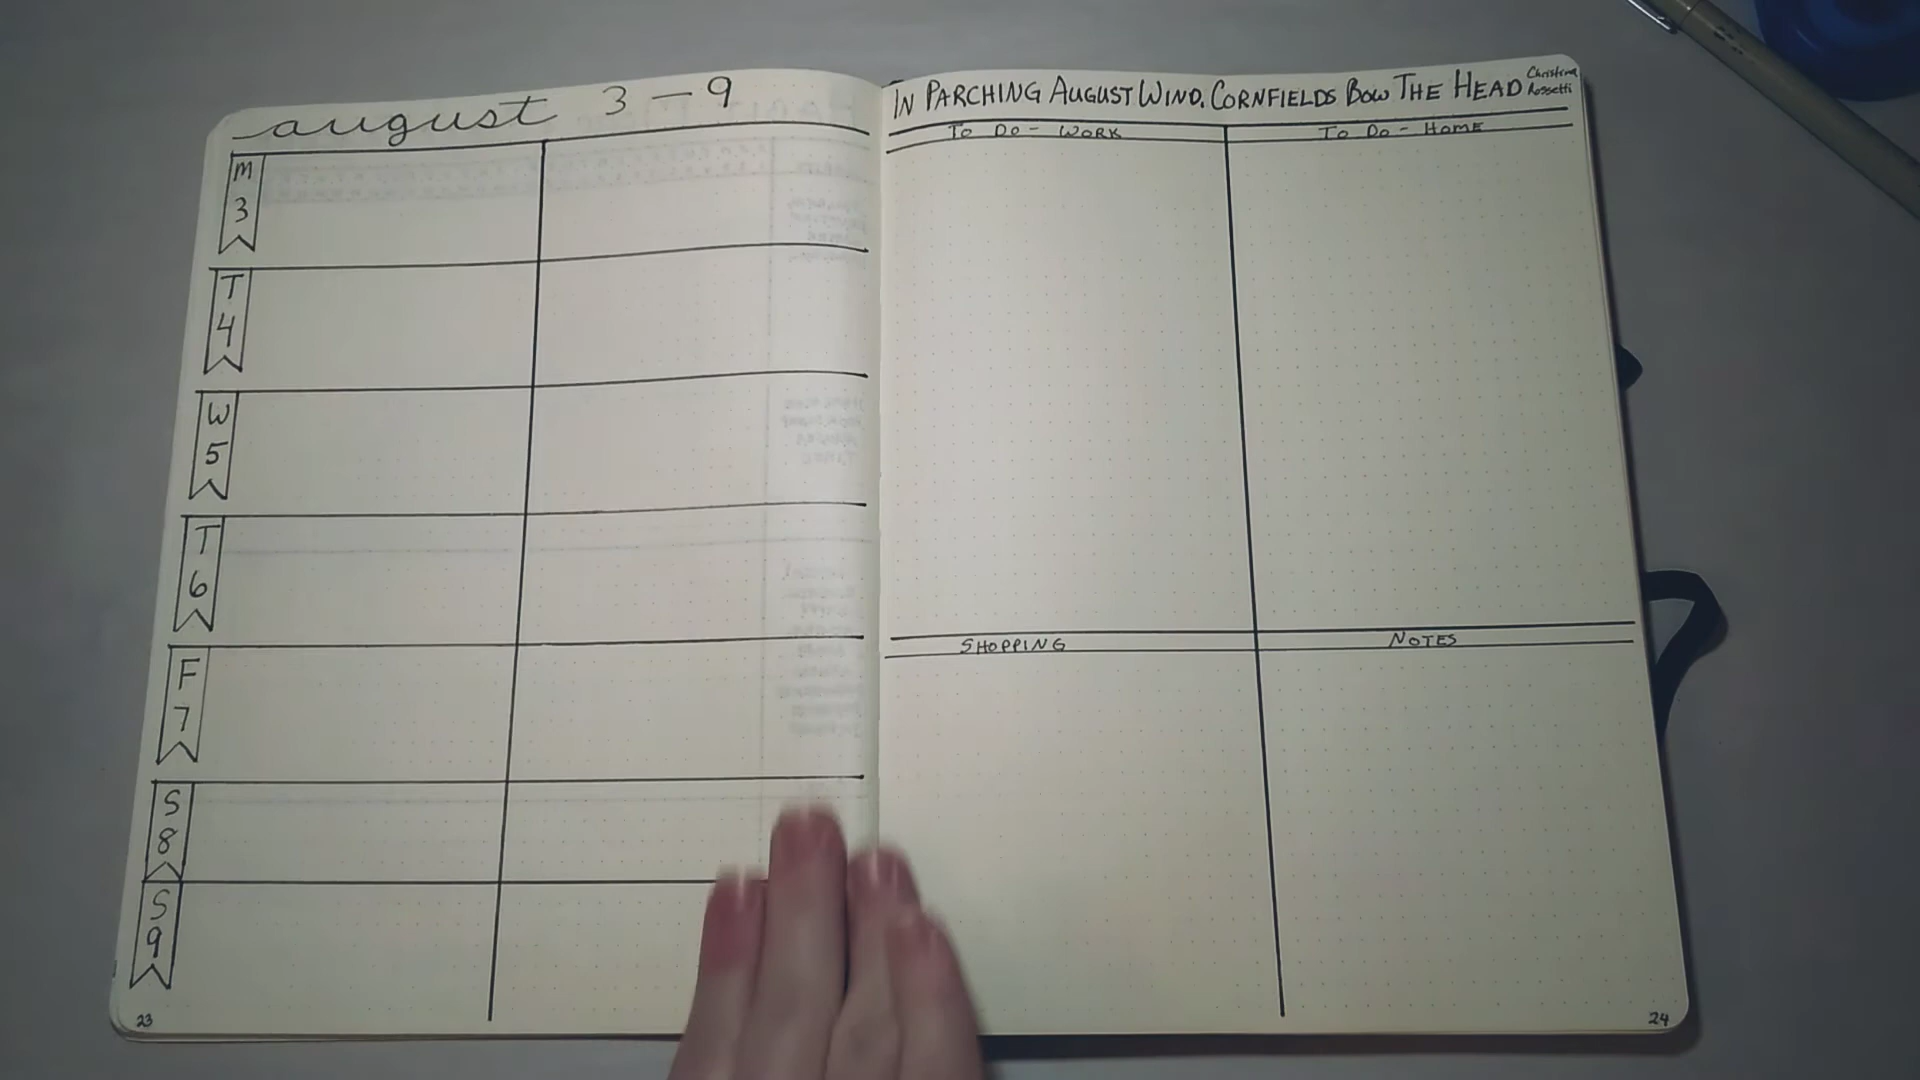 august 3 - 9
M
3
T
4
W
5
T
6
F
7
S
8
S
9
23
IN PARCHING AUGUST WIND, CORNFIELDS BOW THE HEAD
Christina
Rossetti
TO DO - WORK
TO DO - HOME
SHOPPING
NOTES
24